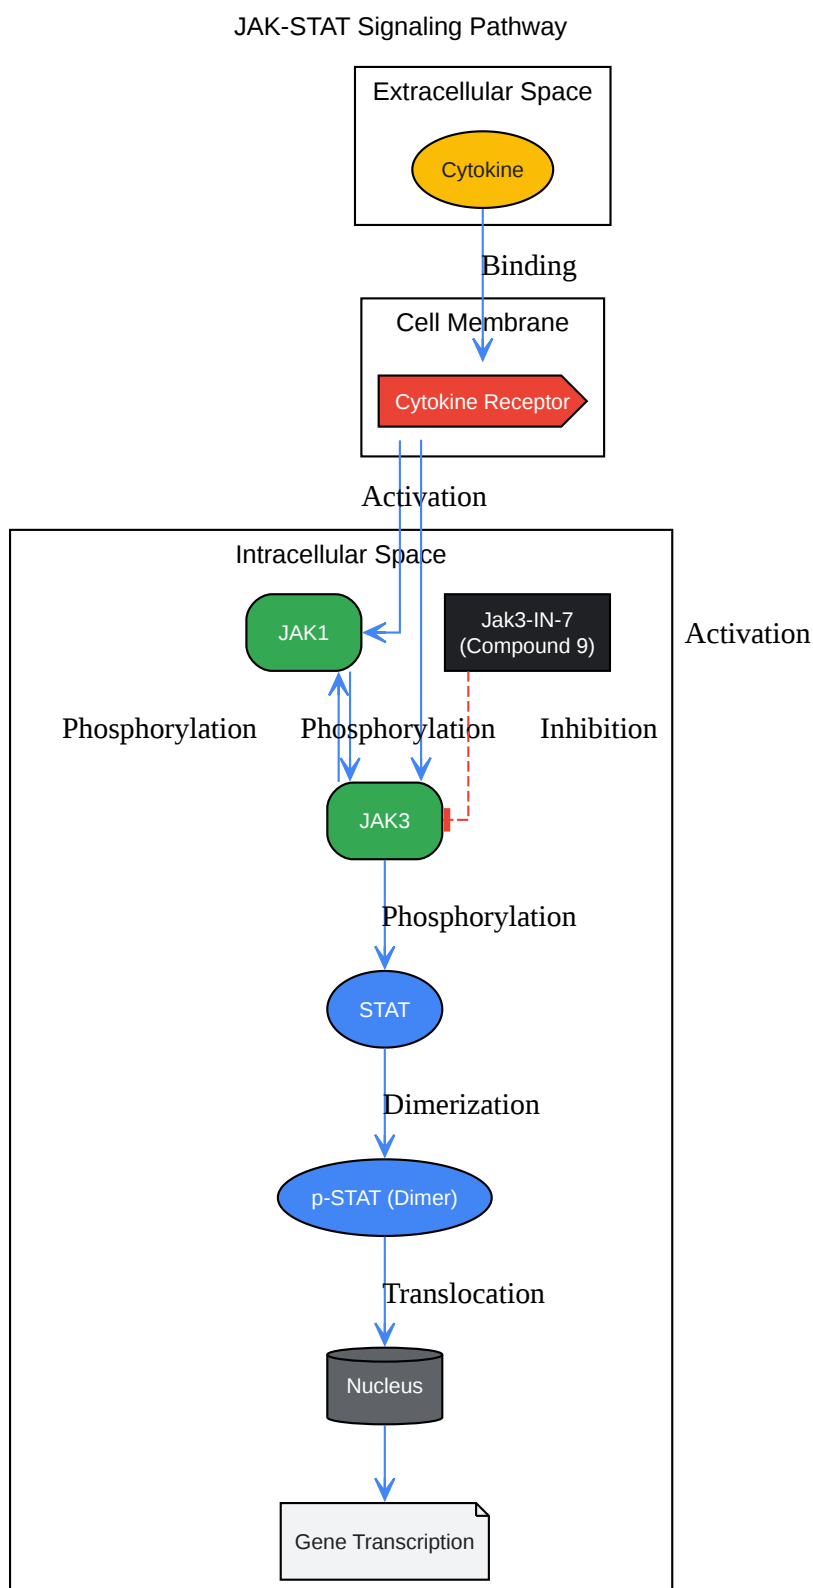 JAK-STAT Signaling Pathway
Extracellular Space
Cytokine
Binding
Cell Membrane
Cytokine Receptor
Activation
Intracellular Space
JAK1
Jak3-IN-7
(Compound 9)
Activation
Phosphorylation
Phosphorylation
Inhibition
JAK3
Phosphorylation
STAT
Dimerization
p-STAT (Dimer)
Translocation
Nucleus
Gene Transcription